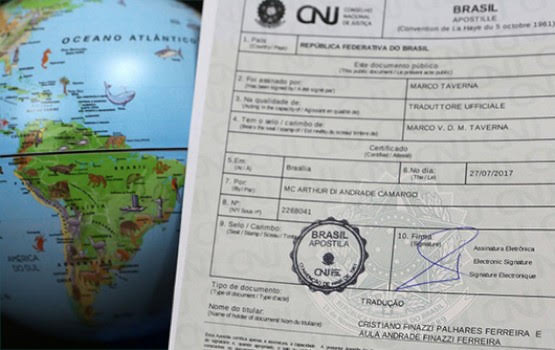 OCEANO ATLÂNTICO
BRASIL
AMÉRICA
DO SUL
CNJ
CONSELHO
NACIONAL
DE JUSTIÇA
BRASIL
APOSTILLE
(Convention de La Haye du 5 octobre 1961)
1. País
(Country / Pays)
REPÚBLICA FEDERATIVA DO BRASIL
Este documento público
(This public document / Le présent acte public)
2. Foi assinado por:
(Has been signed by / A été signé par)
MARCO TAVERNA
3. Na qualidade de:
(Acting in the capacity of / Agissant en qualité de)
TRADUTTORE UFFICIALE
4. Tem o selo / carimbo de:
(Bears the seal / stamp of / Est revêtu du sceau / timbre de)
MARCO V. D. M. TAVERNA
Certificado
(Certified / Attesté)
5. Em:
(At / À)
Brasília
6. No dia:
(The / Le)
27/07/2017
7. Por:
(By / Par)
MC ARTHUR DI ANDRADE CAMARGO
8. Nº:
(Nº/ Sous nº)
2268041
9. Selo / Carimbo:
(Seal / Stamp / Sceau / Timbre)
BRASIL
APOSTILA
CNJ
10. Firma
(Signature)
Assinatura Eletrônica
Electronic Signature
Signature Electronique
Tipo de documento:
(Type of document / Type d'acte)
TRADUÇÃO
Nome do titular:
(Name of holder of document / Nom du titulaire)
CRISTIANO FINAZZI PALHARES FERREIRA E
AULA ANDRADE FINAZZI FERREIRA